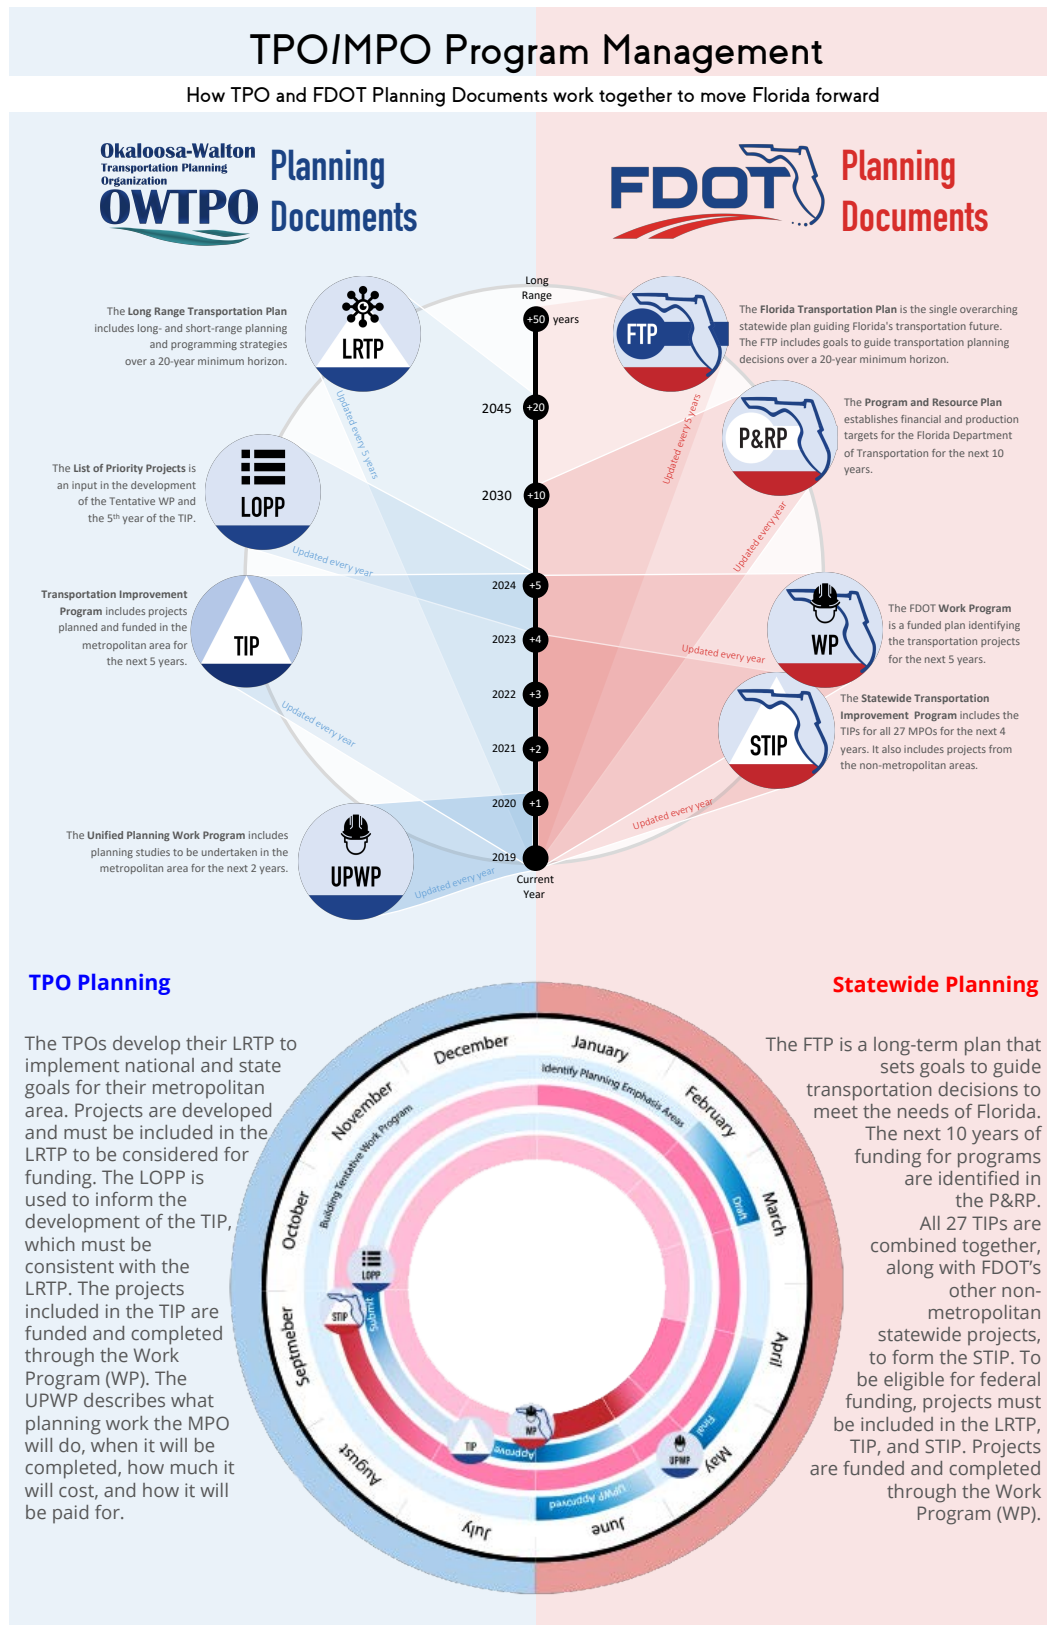 TPO/MPO Program Management
How TPO and FDOT Planning Documents work together to move Florida forward
Okaloosa-Walton
Transportation Planning
Organization
OWTPO
Planning
Documents
FDOT
Planning
Documents
Long
Range
+50 years
2045 +20
2030 +10
2024 +5
2023 +4
2022 +3
2021 +2
2020 +1
2019
Current
Year
The Long Range Transportation Plan
includes long- and short-range planning
and programming strategies
over a 20-year minimum horizon.
LRTP
Updated every 5 years
The List of Priority Projects is
an input in the development
of the Tentative WP and
the 5th year of the TIP.
LOPP
Updated every year
Transportation Improvement
Program includes projects
planned and funded in the
metropolitan area for
the next 5 years.
TIP
Updated every year
The Unified Planning Work Program includes
planning studies to be undertaken in the
metropolitan area for the next 2 years.
UPWP
Updated every year
FTP
The Florida Transportation Plan is the single overarching
statewide plan guiding Florida's transportation future.
The FTP includes goals to guide transportation planning
decisions over a 20-year minimum horizon.
Updated every 5 years
P&RP
The Program and Resource Plan
establishes financial and production
targets for the Florida Department
of Transportation for the next 10
years.
Updated every year
WP
The FDOT Work Program
is a funded plan identifying
the transportation projects
for the next 5 years.
Updated every year
STIP
The Statewide Transportation
Improvement Program includes the
TIPs for all 27 MPOs for the next 4
years. It also includes projects from
the non-metropolitan areas.
Updated every year
TPO Planning
The TPOs develop their LRTP to
implement national and state
goals for their metropolitan
area. Projects are developed
and must be included in the
LRTP to be considered for
funding. The LOPP is
used to inform the
development of the TIP,
which must be
consistent with the
LRTP. The projects
included in the TIP are
funded and completed
through the Work
Program (WP). The
UPWP describes what
planning work the MPO
will do, when it will be
completed, how much it
will cost, and how it will
be paid for.
Statewide Planning
The FTP is a long-term plan that
sets goals to guide
transportation decisions to
meet the needs of Florida.
The next 10 years of
funding for programs
are identified in
the P&RP.
All 27 TIPs are
combined together,
along with FDOT's
other non-
metropolitan
statewide projects,
to form the STIP. To
be eligible for federal
funding, projects must
be included in the LRTP,
TIP, and STIP. Projects
are funded and completed
through the Work
Program (WP).
January
February
March
April
May
June
July
August
Septmeber
October
November
December
Identify Planning Emphasis Areas
Draft
Final
UPWP
UPWP Approved
Building Tentative Work Program
LOPP
Submit
STIP
TIP
Approve
WP